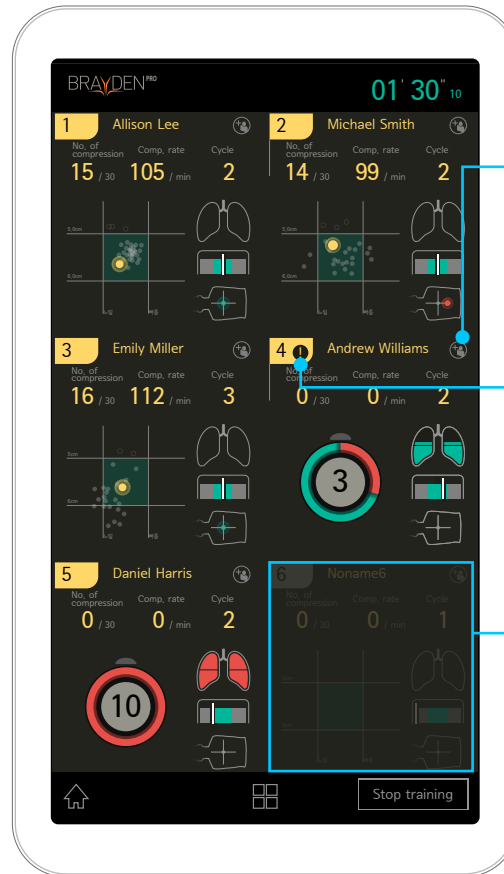 BRAYDEN PRO
01' 30" 10
1 Allison Lee
No. of compression Comp. rate Cycle
15 / 30 105 / min 2
5,0cm
6,0cm
2 Michael Smith
No. of compression Comp. rate Cycle
14 / 30 99 / min 2
5,0cm
6,0cm
3 Emily Miller
No. of compression Comp. rate Cycle
16 / 30 112 / min 3
5cm
6cm
4 ! Andrew Williams
No. of compression Comp. rate Cycle
0 / 30 0 / min 2
3
5 Daniel Harris
No. of compression Comp. rate Cycle
0 / 30 0 / min 2
10
6 Noname6
No. of compression Comp. rate Cycle
0 / 30 0 / min 1
Stop training